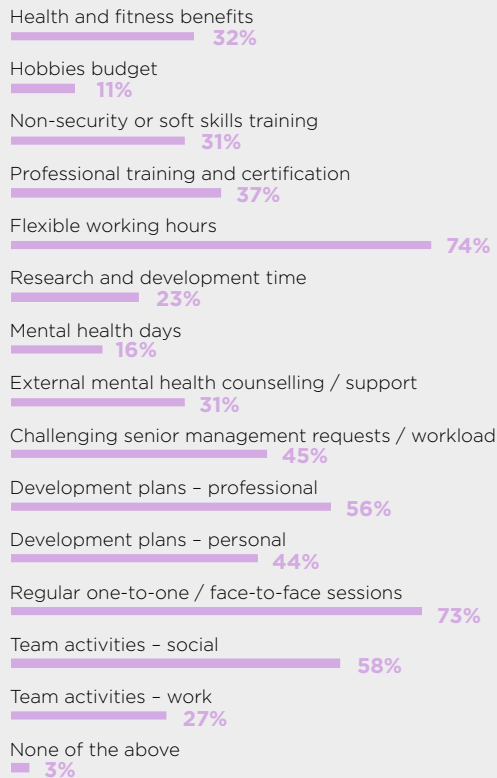 Health and fitness benefits
32%
Hobbies budget
11%
Non-security or soft skills training
31%
Professional training and certification
37%
Flexible working hours
74%
Research and development time
23%
Mental health days
16%
External mental health counselling / support
31%
Challenging senior management requests / workload
45%
Development plans – professional
56%
Development plans – personal
44%
Regular one-to-one / face-to-face sessions
73%
Team activities – social
58%
Team activities – work
27%
None of the above
3%